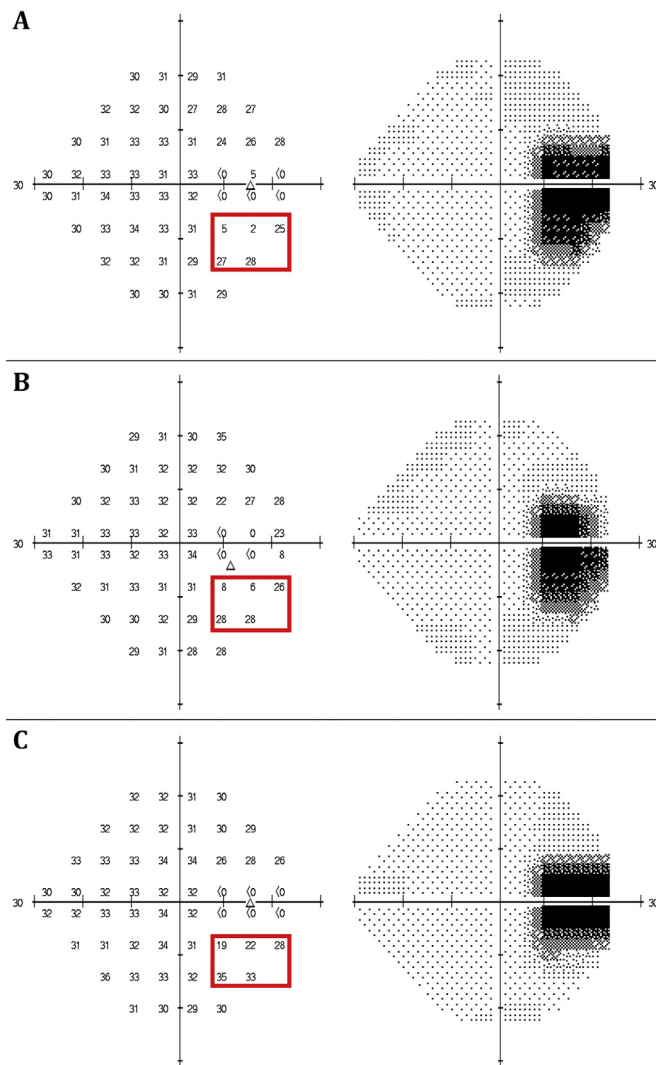 A
30 31 29 31
32 32 30 27 28 27
30 31 33 33 31 24 26 28
30 32 33 33 31 33 <0 5 <0
30 30
30 31 34 33 33 32 <0 <0 <0
30 33 34 33 31 5 2 25
32 32 31 29 27 28
30 30 31 29
B
29 31 30 35
30 31 32 32 32 30
30 32 33 32 32 22 27 28
31 31 33 33 32 33 <0 0 23
30 30
33 31 33 32 33 34 <0 <0 8
32 31 33 31 31 8 6 26
30 30 32 29 28 28
29 31 28 28
C
32 32 31 30
32 32 32 31 30 29
33 33 33 34 34 26 28 26
30 30 32 33 32 32 <0 <0 <0
30 30
32 32 33 33 34 32 <0 <0 <0
31 31 32 34 31 19 22 28
36 33 33 32 35 33
31 30 29 30